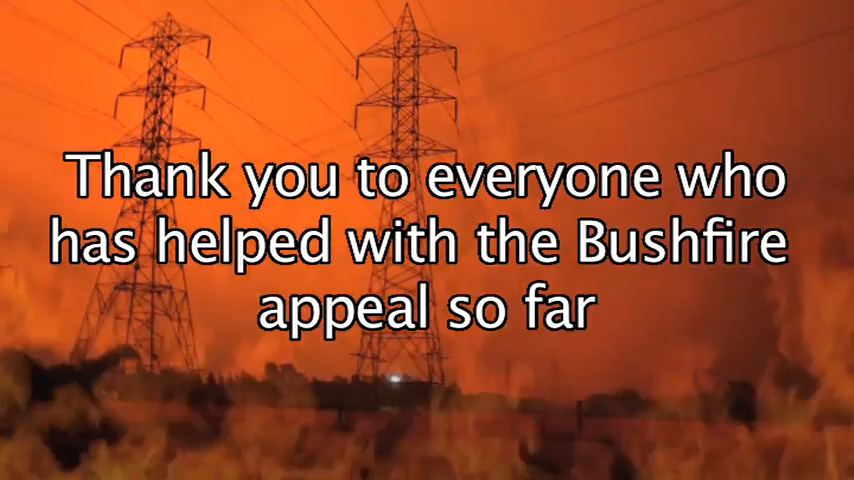 Thank you to everyone who
has helped with the Bushfire
appeal so far